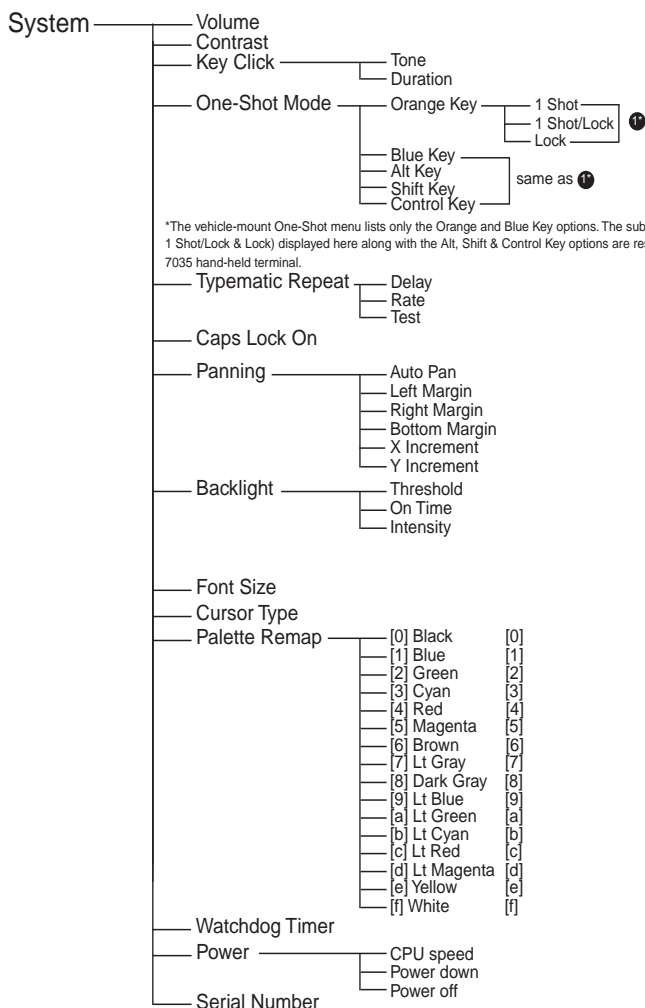 System
Volume
Contrast
Key Click
Tone
Duration
One-Shot Mode
Orange Key
1 Shot
1 Shot/Lock
Lock
1*
Blue Key
Alt Key
Shift Key
Control Key
same as 1*
*The vehicle-mount One-Shot menu lists only the Orange and Blue Key options. The sub
1 Shot/Lock & Lock) displayed here along with the Alt, Shift & Control Key options are res
7035 hand-held terminal.
Typematic Repeat
Delay
Rate
Test
Caps Lock On
Panning
Auto Pan
Left Margin
Right Margin
Bottom Margin
X Increment
Y Increment
Backlight
Threshold
On Time
Intensity
Font Size
Cursor Type
Palette Remap
[0] Black [0]
[1] Blue [1]
[2] Green [2]
[3] Cyan [3]
[4] Red [4]
[5] Magenta [5]
[6] Brown [6]
[7] Lt Gray [7]
[8] Dark Gray [8]
[9] Lt Blue [9]
[a] Lt Green [a]
[b] Lt Cyan [b]
[c] Lt Red [c]
[d] Lt Magenta [d]
[e] Yellow [e]
[f] White [f]
Watchdog Timer
Power
CPU speed
Power down
Power off
Serial Number